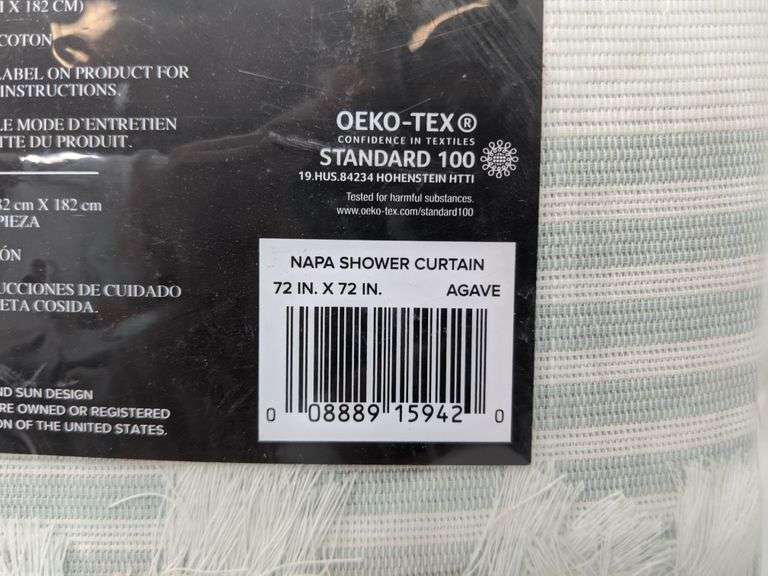 X 182 CM)
COTON
LABEL ON PRODUCT FOR
INSTRUCTIONS.
LE MODE D'ENTRETIEN
TTE DU PRODUIT.
82 cm X 182 cm
PIEZA
ÓN
UCCIONES DE CUIDADO
ETA COSIDA.
ND SUN DESIGN
RE OWNED OR REGISTERED
ON OF THE UNITED STATES.
OEKO-TEX®
CONFIDENCE IN TEXTILES
STANDARD 100
19.HUS.84234 HOHENSTEIN HTTI
Tested for harmful substances.
www.oeko-tex.com/standard100
NAPA SHOWER CURTAIN
72 IN. X 72 IN. AGAVE
0 08889 15942 0